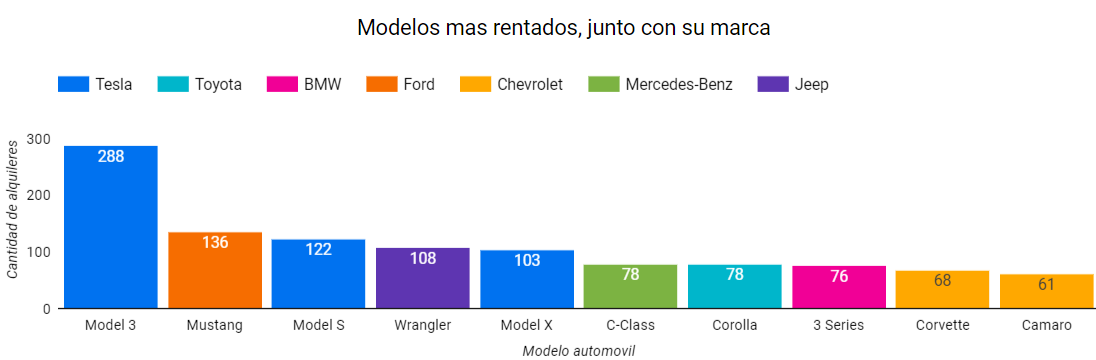 Modelos mas rentados, junto con su marca
Tesla Toyota BMW Ford Chevrolet Mercedes-Benz Jeep
Cantidad de alquileres
300
200
100
0
288 136 122 108 103 78 78 76 68 61
Model 3 Mustang Model S Wrangler Model X C-Class Corolla 3 Series Corvette Camaro
Modelo automovil